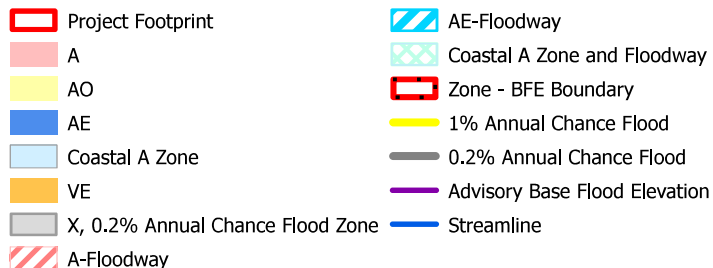 Project Footprint
A
AO
AE
Coastal A Zone
VE
X, 0.2% Annual Chance Flood Zone
A-Floodway
AE-Floodway
Coastal A Zone and Floodway
Zone - BFE Boundary
1% Annual Chance Flood
0.2% Annual Chance Flood
Advisory Base Flood Elevation
Streamline